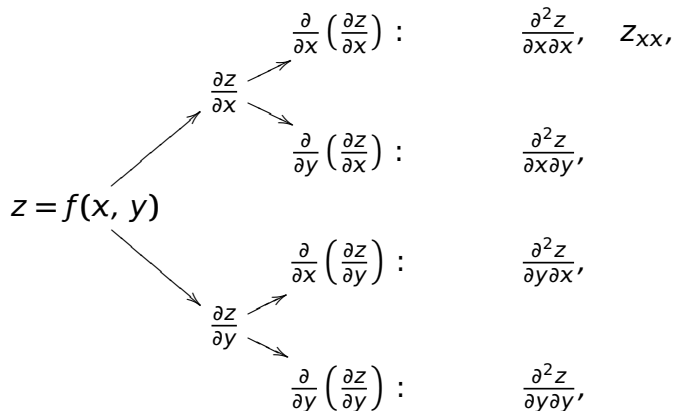 ∂/∂x (∂z/∂x) : ∂²z/∂x∂x, z_xx,
∂z/∂x
∂/∂y (∂z/∂x) : ∂²z/∂x∂y,
z = f(x, y)
∂/∂x (∂z/∂y) : ∂²z/∂y∂x,
∂z/∂y
∂/∂y (∂z/∂y) : ∂²z/∂y∂y,